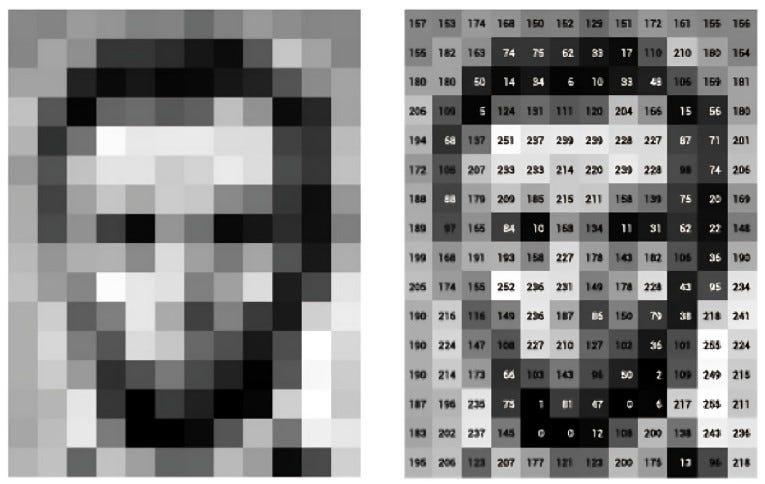 157 153 174 168 150 152 129 151 172 161 155 156
155 182 163 74 75 62 33 17 110 210 180 154
180 180 50 14 34 6 10 33 48 106 159 181
206 109 5 124 131 111 120 204 166 15 56 180
194 68 137 251 237 239 239 228 227 87 71 201
172 106 207 233 233 214 220 239 228 98 74 206
188 88 179 209 185 215 211 158 139 75 20 169
189 97 165 84 10 168 134 11 31 62 22 148
199 168 191 193 158 227 178 143 182 106 36 190
205 174 155 252 236 231 149 178 228 43 95 234
190 216 116 149 236 187 86 150 79 38 218 241
190 224 147 108 227 210 127 102 36 101 255 224
190 214 173 66 103 143 96 50 2 109 249 215
187 196 235 75 1 81 47 0 6 217 255 211
183 202 237 145 0 0 12 108 200 138 243 236
195 206 123 207 177 121 123 200 175 13 96 218